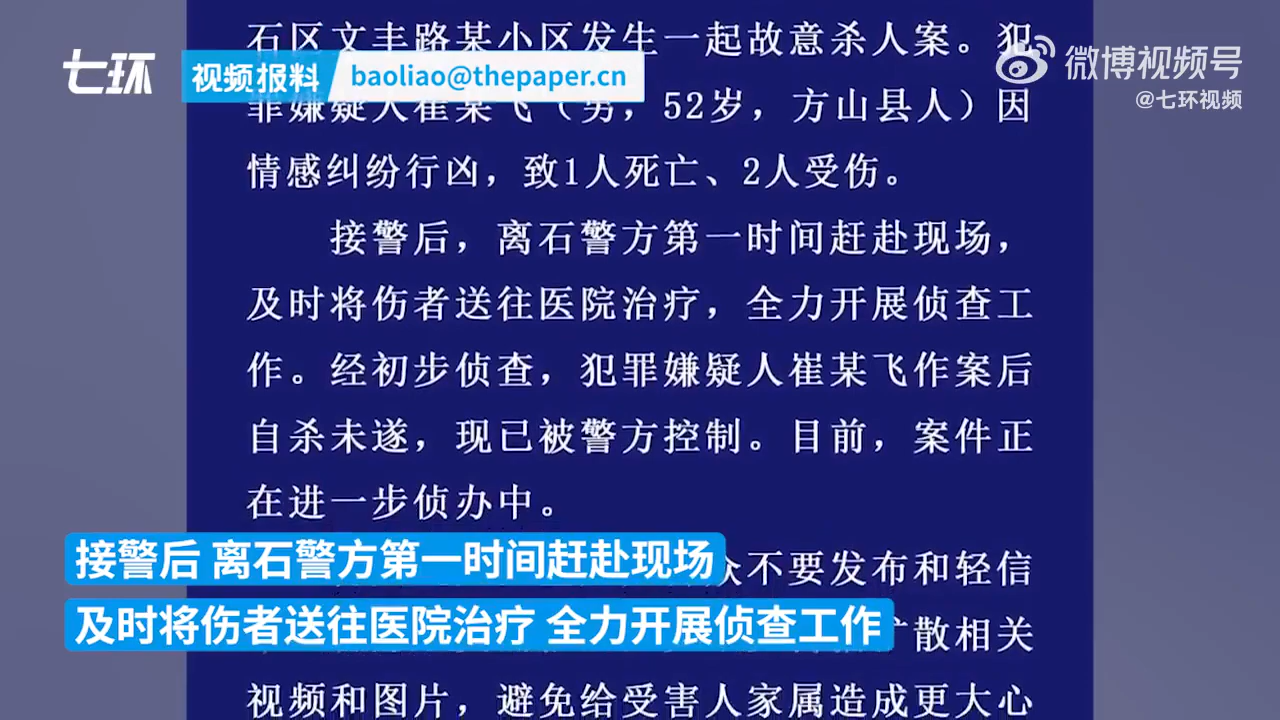 石区文丰路某小区发生一起故意杀人案。犯
七环
视频报料
baoliao@thepaper.cn
微博视频号
@七环视频
罪嫌疑人崔某飞（男，52岁，方山县人）因
情感纠纷行凶，致1人死亡、2人受伤。
接警后，离石警方第一时间赶赴现场，
及时将伤者送往医院治疗，全力开展侦查工
作。经初步侦查，犯罪嫌疑人崔某飞作案后
自杀未遂，现已被警方控制。目前，案件正
在进一步侦办中。
接警后 离石警方第一时间赶赴现场
众不要发布和轻信
及时将伤者送往医院治疗 全力开展侦查工作
扩散相关
视频和图片，避免给受害人家属造成更大心